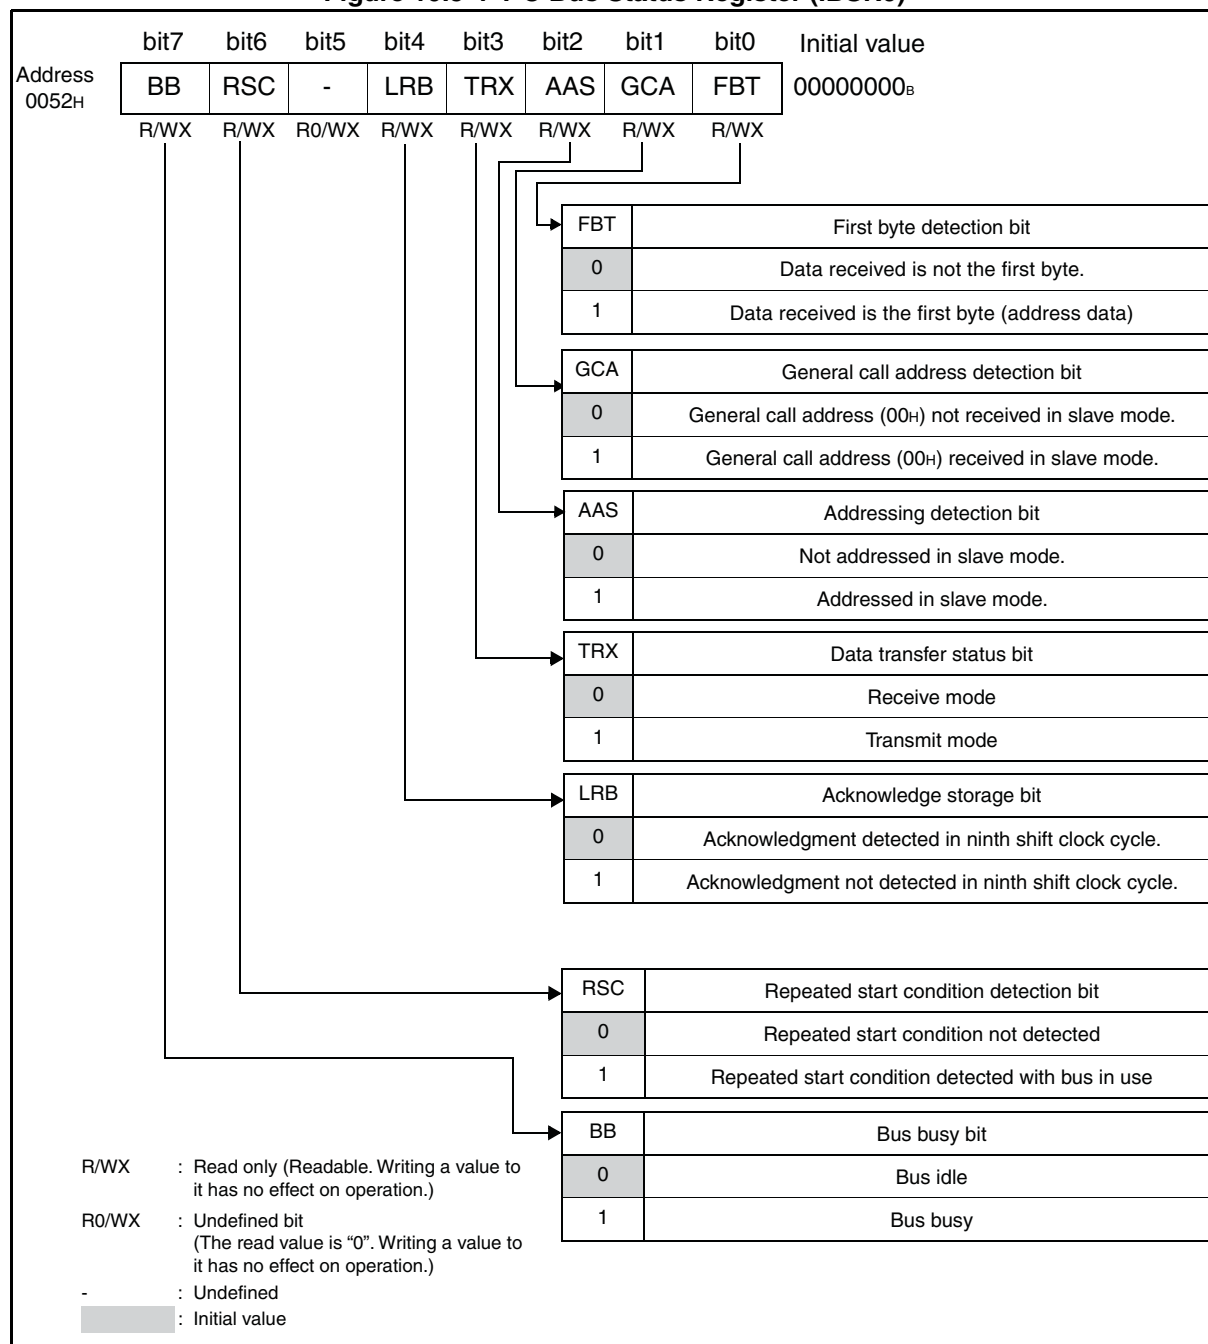 bit7 bit6 bit5 bit4 bit3 bit2 bit1 bit0 Initial value
Address
0052H
BB RSC - LRB TRX AAS GCA FBT 00000000B
R/WX R/WX R0/WX R/WX R/WX R/WX R/WX R/WX
FBT First byte detection bit
0 Data received is not the first byte.
1 Data received is the first byte (address data)
GCA General call address detection bit
0 General call address (00H) not received in slave mode.
1 General call address (00H) received in slave mode.
AAS Addressing detection bit
0 Not addressed in slave mode.
1 Addressed in slave mode.
TRX Data transfer status bit
0 Receive mode
1 Transmit mode
LRB Acknowledge storage bit
0 Acknowledgment detected in ninth shift clock cycle.
1 Acknowledgment not detected in ninth shift clock cycle.
RSC Repeated start condition detection bit
0 Repeated start condition not detected
1 Repeated start condition detected with bus in use
BB Bus busy bit
0 Bus idle
1 Bus busy
R/WX : Read only (Readable. Writing a value to
it has no effect on operation.)
R0/WX : Undefined bit
(The read value is “0”. Writing a value to
it has no effect on operation.)
- : Undefined
: Initial value